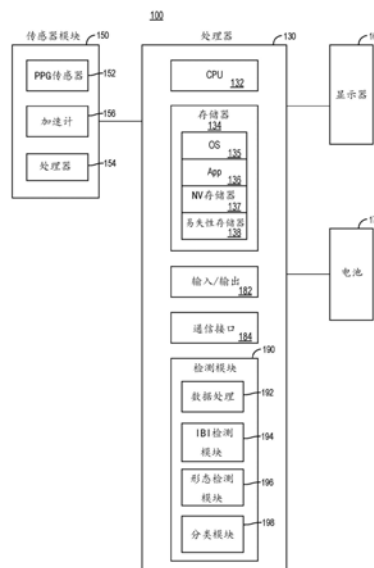 100
传感器模块
150
PPG传感器
152
加速计
156
处理器
154
处理器
130
CPU
132
存储器
134
OS
135
App
136
NV存储器
137
易失性存储器
138
输入/输出
182
通信接口
184
190
检测模块
数据处理
192
IBI检测
模块
194
形态检测
模块
196
分类模块
198
显示器
电池